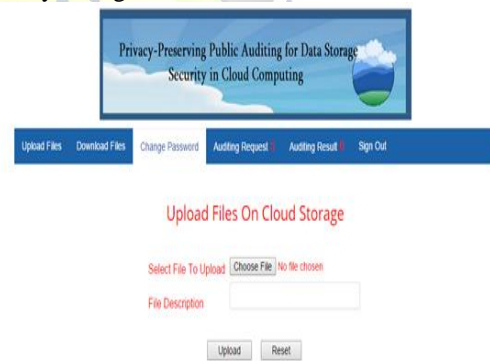 Privacy-Preserving Public Auditing for Data Storage
Security in Cloud Computing
Upload Files Download Files Change Password Auditing Request Auditing Result Sign Out
Upload Files On Cloud Storage
Select File To Upload Choose File No file chosen
File Description
Upload Reset